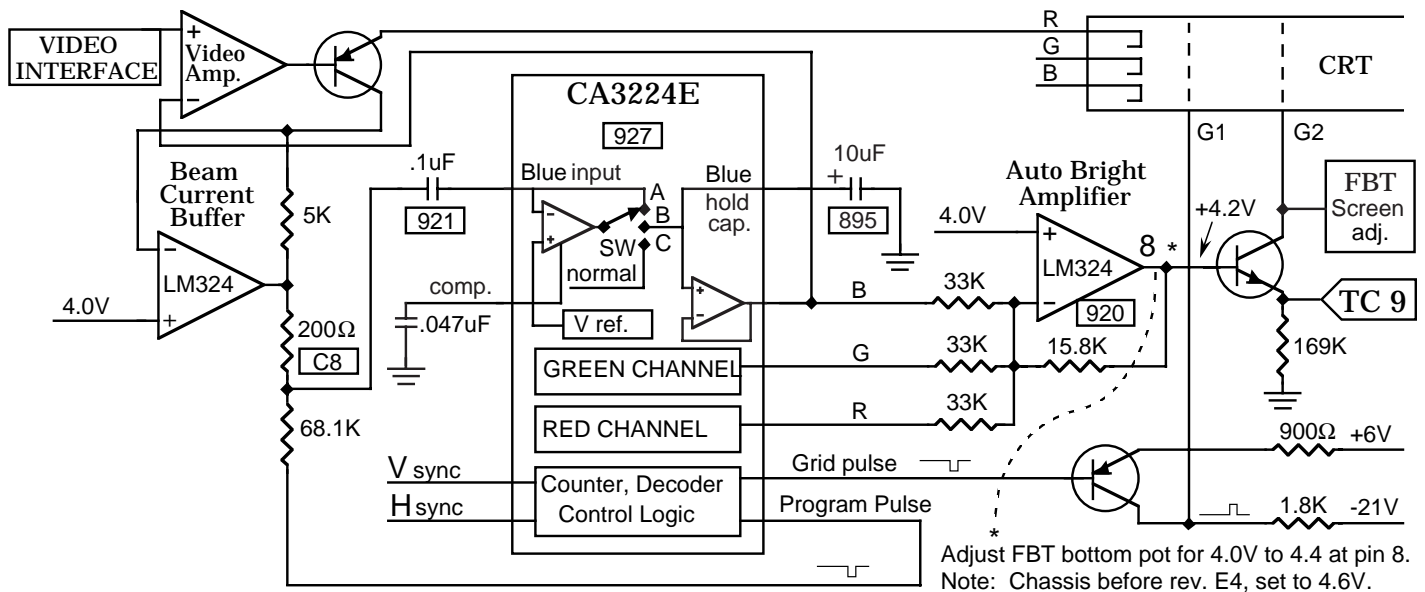 VIDEO
INTERFACE
+
Video
Amp.
−
R
G
B
CRT
G1
G2
CA3224E
927
Beam
Current
Buffer
5K
.1uF
921
Blue input
A
B
C
SW
normal
−
+
Blue
hold
cap.
10uF
+
895
Auto Bright
Amplifier
4.0V
+
LM324
−
920
8 *
+4.2V
FBT
Screen
adj.
TC 9
−
LM324
+
4.0V
200Ω
C8
68.1K
comp.
.047uF
V ref.
+
−
B
33K
G
33K
15.8K
R
33K
169K
GREEN CHANNEL
RED CHANNEL
V sync
H sync
Counter, Decoder
Control Logic
Grid pulse
Program Pulse
900Ω
+6V
1.8K
-21V
*
Adjust FBT bottom pot for 4.0V to 4.4 at pin 8.
Note: Chassis before rev. E4, set to 4.6V.